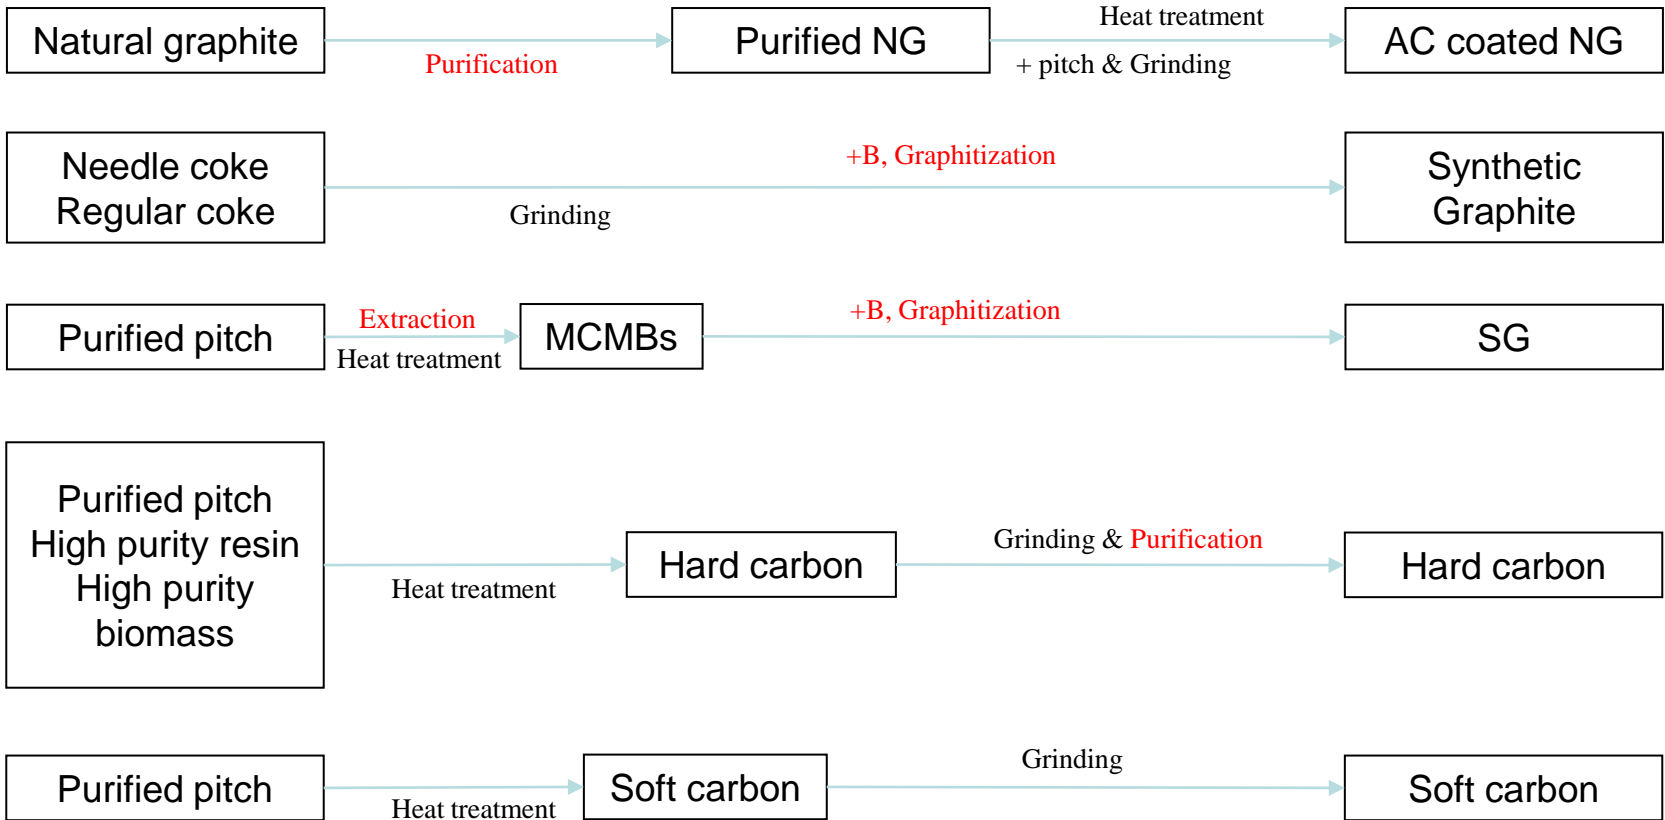 Natural graphite
Purification
Purified NG
Heat treatment
+ pitch & Grinding
AC coated NG
Needle coke
Regular coke
Grinding
+B, Graphitization
Synthetic
Graphite
Purified pitch
Extraction
Heat treatment
MCMBs
+B, Graphitization
SG
Purified pitch
High purity resin
High purity
biomass
Heat treatment
Hard carbon
Grinding & Purification
Hard carbon
Purified pitch
Heat treatment
Soft carbon
Grinding
Soft carbon